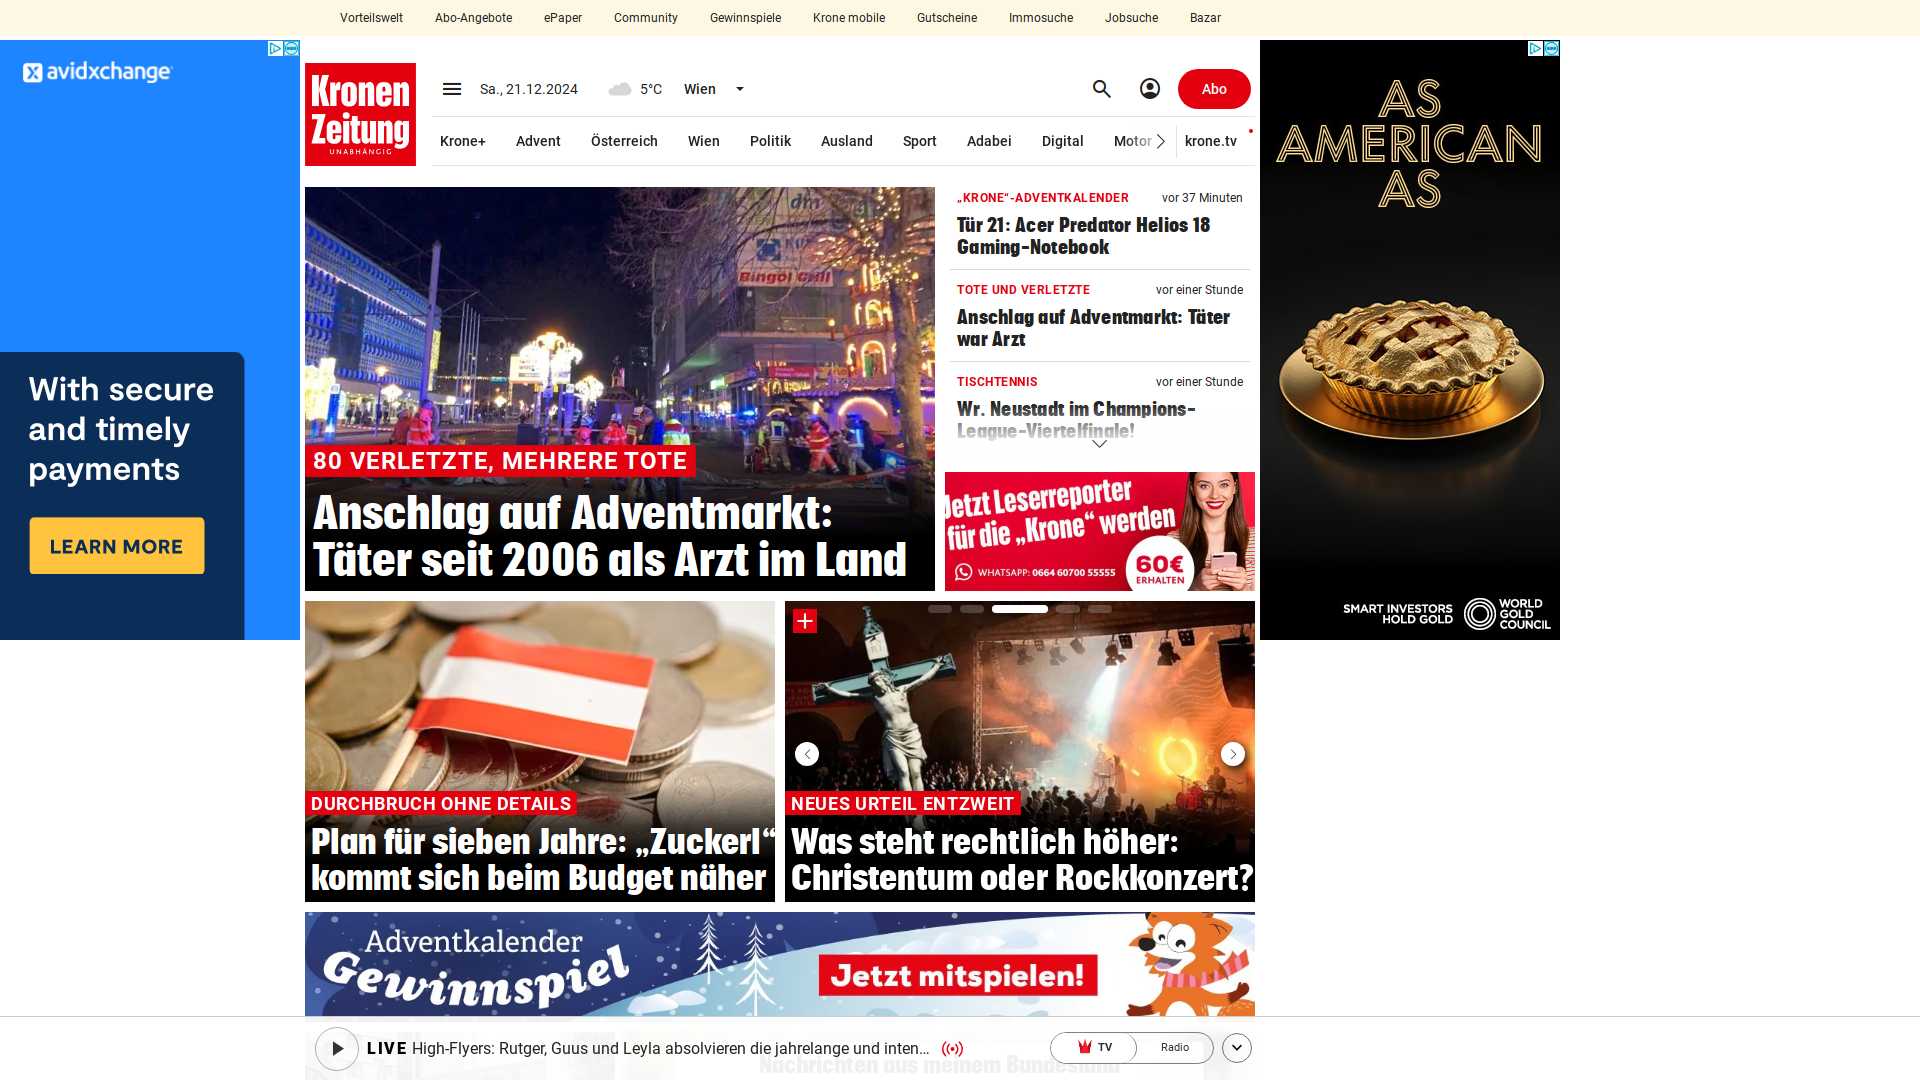 Vorteilswelt Abo-Angebote ePaper Community Gewinnspiele Krone mobile Gutscheine Immosuche Jobsuche Bazar
avidxchange
With secure
and timely
payments
LEARN MORE
Kronen
Zeitung
UNABHÄNGIG
Sa., 21.12.2024 5°C Wien Abo
Krone+ Advent Österreich Wien Politik Ausland Sport Adabei Digital Motor krone.tv
Bingöl Grill
80 VERLETZTE, MEHRERE TOTE
Anschlag auf Adventmarkt:
Täter seit 2006 als Arzt im Land
„KRONE“-ADVENTKALENDER vor 37 Minuten
Tür 21: Acer Predator Helios 18
Gaming-Notebook
TOTE UND VERLETZTE vor einer Stunde
Anschlag auf Adventmarkt: Täter
war Arzt
TISCHTENNIS vor einer Stunde
Wr. Neustadt im Champions-
League-Viertelfinale!
Jetzt Leserreporter
für die „Krone“ werden
WHATSAPP: 0664 60700 55555
60€
ERHALTEN
AS
AMERICAN
AS
SMART INVESTORS
HOLD GOLD
WORLD
GOLD
COUNCIL
DURCHBRUCH OHNE DETAILS
Plan für sieben Jahre: „Zuckerl“
kommt sich beim Budget näher
NEUES URTEIL ENTZWEIT
Was steht rechtlich höher:
Christentum oder Rockkonzert?
Adventkalender
Gewinnspiel
Jetzt mitspielen!
LIVE High-Flyers: Rutger, Guus und Leyla absolvieren die jahrelange und inten...
TV Radio
Nachrichten aus meinem Bundesland